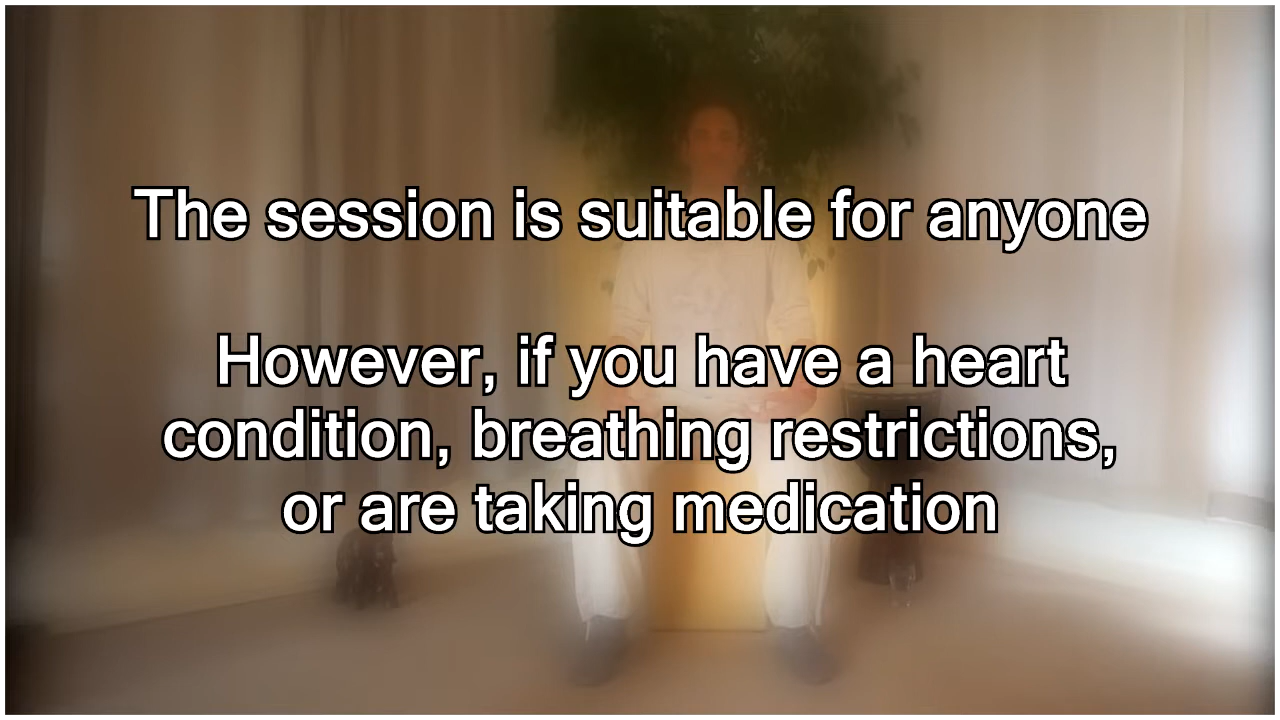 The session is suitable for anyone
However, if you have a heart
condition, breathing restrictions,
or are taking medication